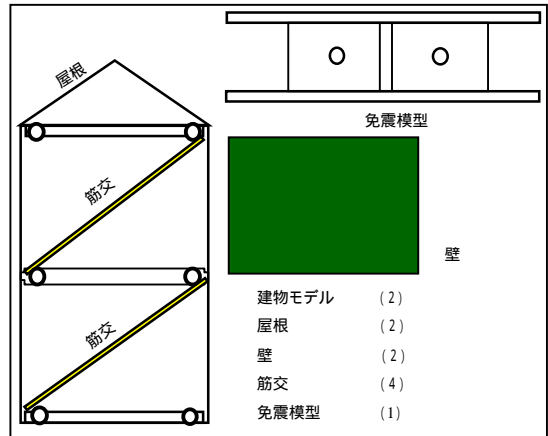 屋根
筋交
筋交
免震模型
壁
建物モデル (2)
屋根 (2)
壁 (2)
筋交 (4)
免震模型 (1)